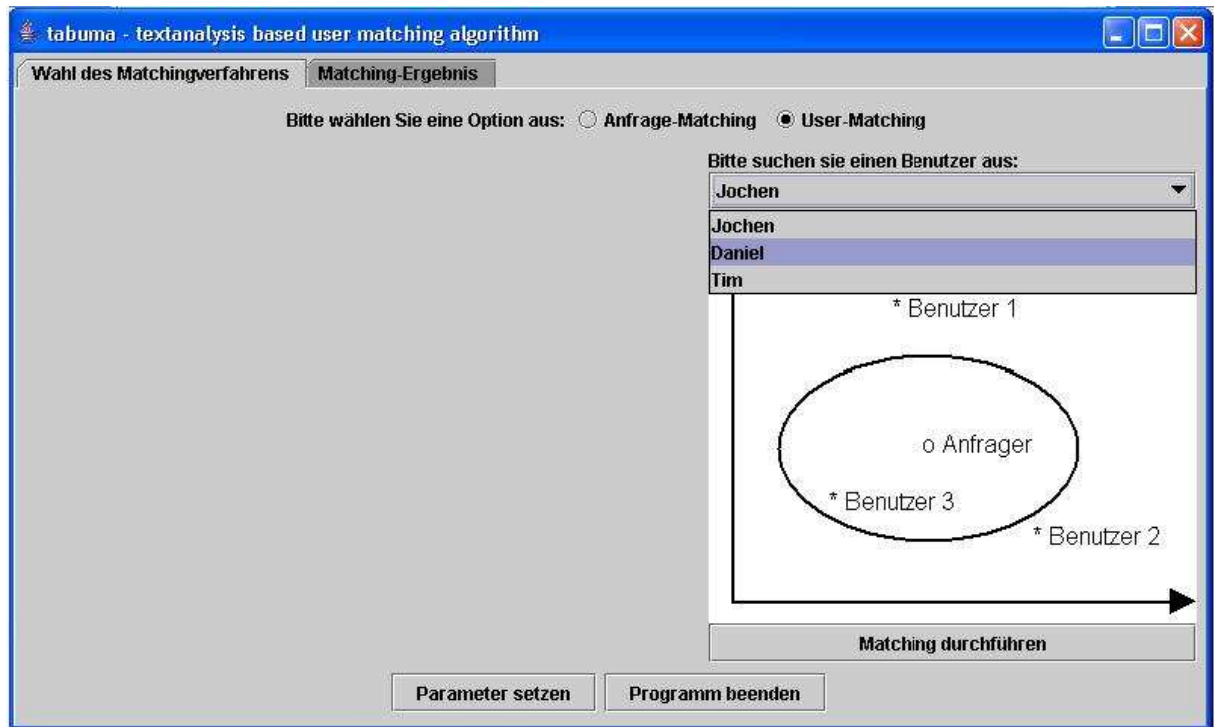 tabuma - textanalysis based user matching algorithm
Wahl des Matchingverfahrens Matching-Ergebnis
Bitte wählen Sie eine Option aus: Anfrage-Matching User-Matching
Bitte suchen sie einen Benutzer aus:
Jochen
Jochen
Daniel
Tim
* Benutzer 1
o Anfrager
* Benutzer 3
* Benutzer 2
Matching durchführen
Parameter setzen Programm beenden